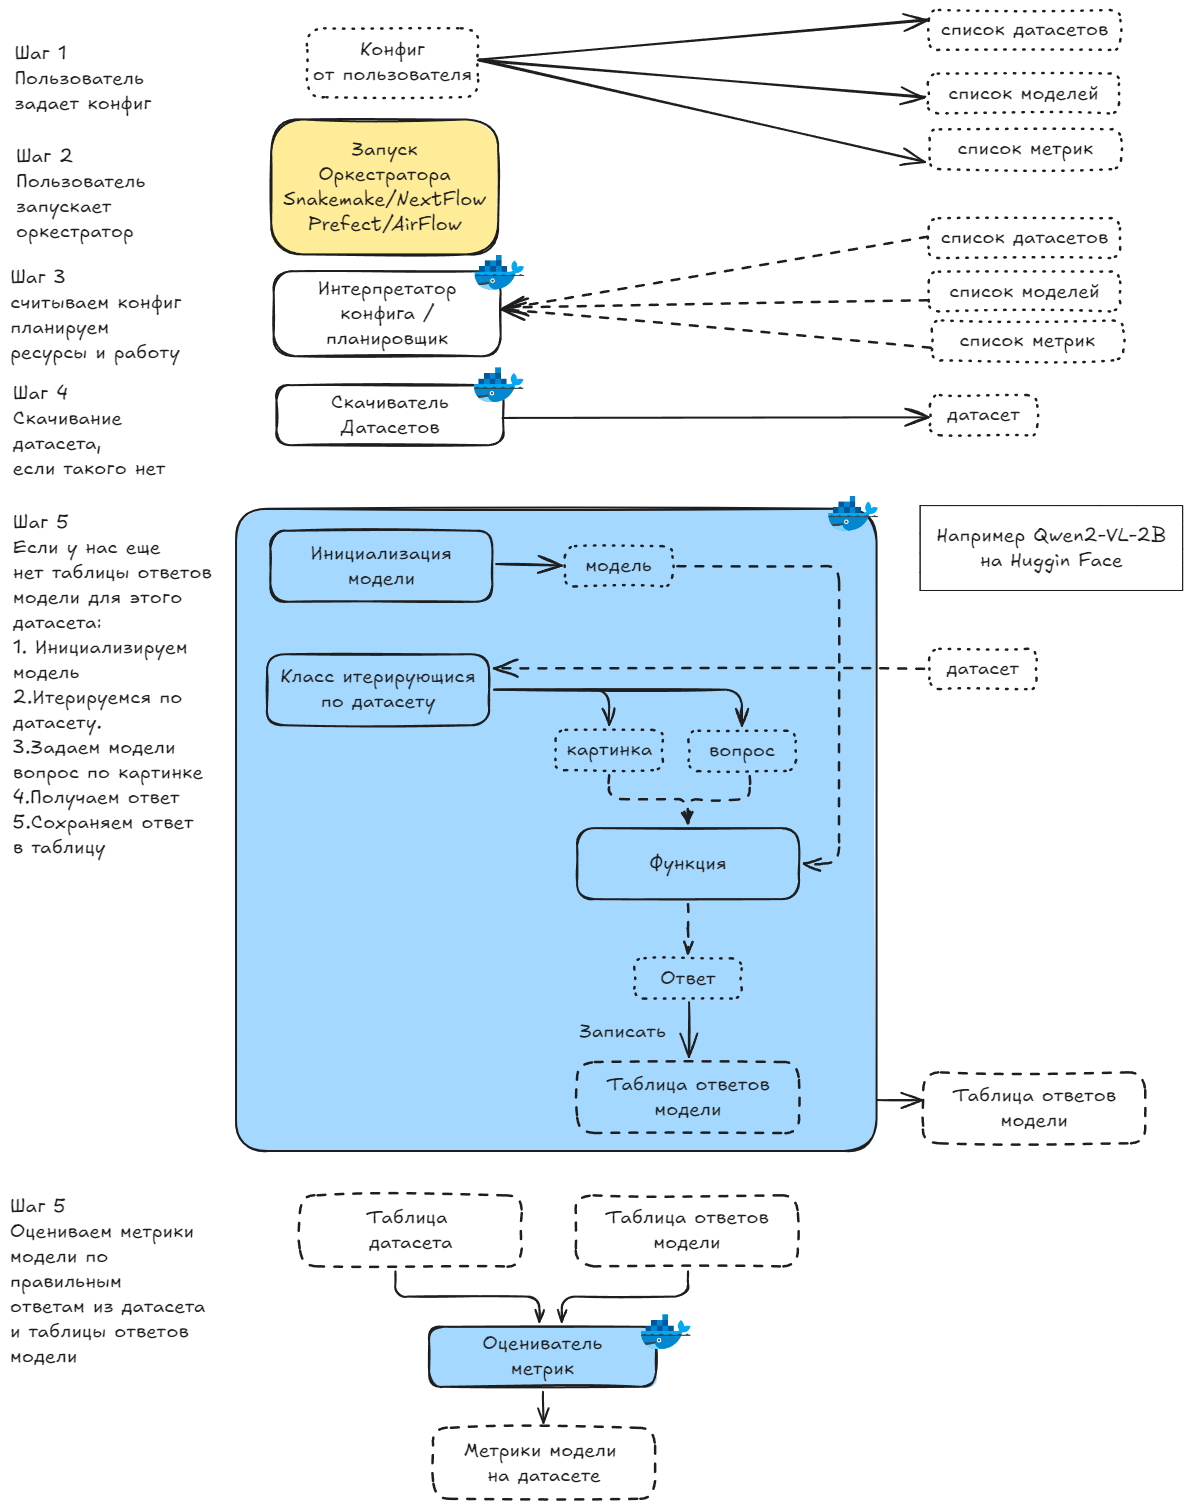 Шаг 1
Пользователь
задает конфиг
Конфиг
от пользователя
список датасетов
список моделей
список метрик
Шаг 2
Пользователь
запускает
оркестратор
Запуск
Оркестратора
Snakemake/NextFlow
Prefect/AirFlow
Шаг 3
считываем конфиг
планируем
ресурсы и работу
Интерпретатор
конфига /
планировщик
список датасетов
список моделей
список метрик
Шаг 4
Скачивание
датасета,
если такого нет
Скачиватель
Датасетов
датасет
Шаг 5
Если у нас еще
нет таблицы ответов
модели для этого
датасета:
1. Инициализируем
модель
2.Итерируемся по
датасету.
3.Задаем модели
вопрос по картинке
4.Получаем ответ
5.Сохраняем ответ
в таблицу
Инициализация
модели
модель
Например Qwen2-VL-2B
на Huggin Face
Класс итерирующися
по датасету
датасет
картинка
вопрос
Функция
Ответ
Записать
Таблица ответов
модели
Таблица ответов
модели
Шаг 5
Оцениваем метрики
модели по
правильным
ответам из датасета
и таблицы ответов
модели
Таблица
датасета
Таблица ответов
модели
Оцениватель
метрик
Метрики модели
на датасете